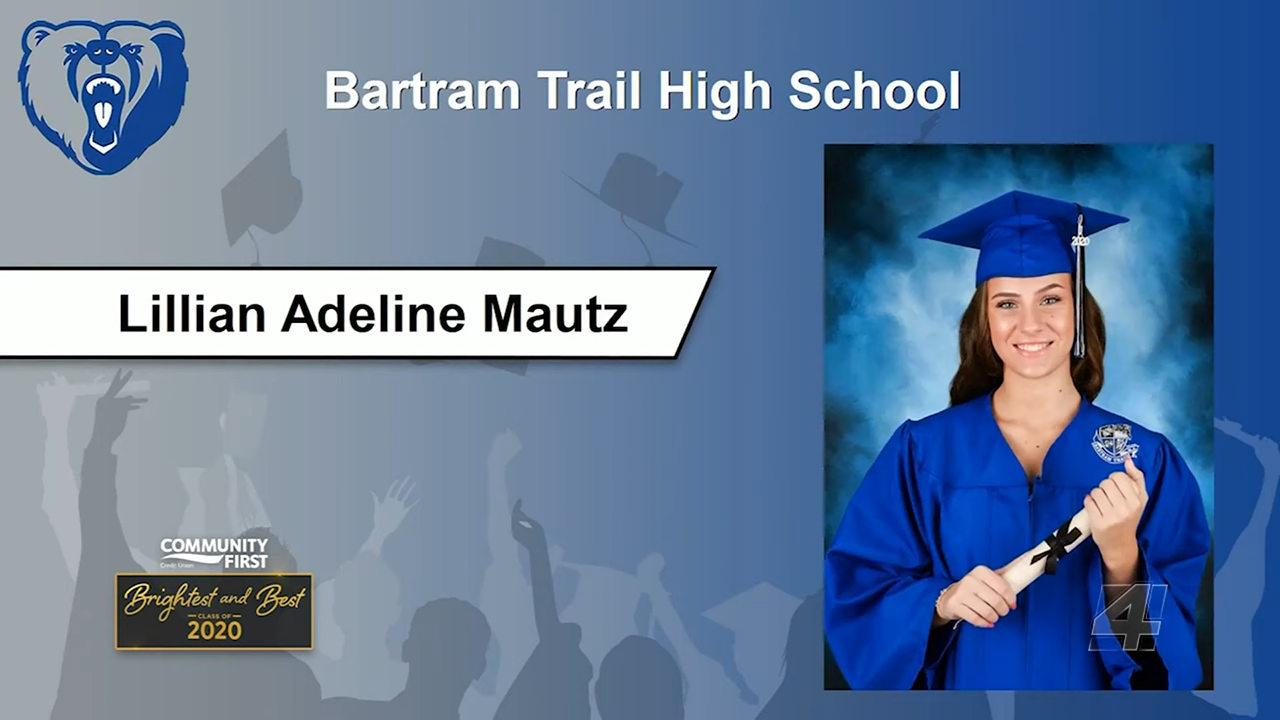 Bartram Trail High School
Lillian Adeline Mautz
2020
COMMUNITY
FIRST
Credit Union
Brightest and Best
CLASS OF
2020
4